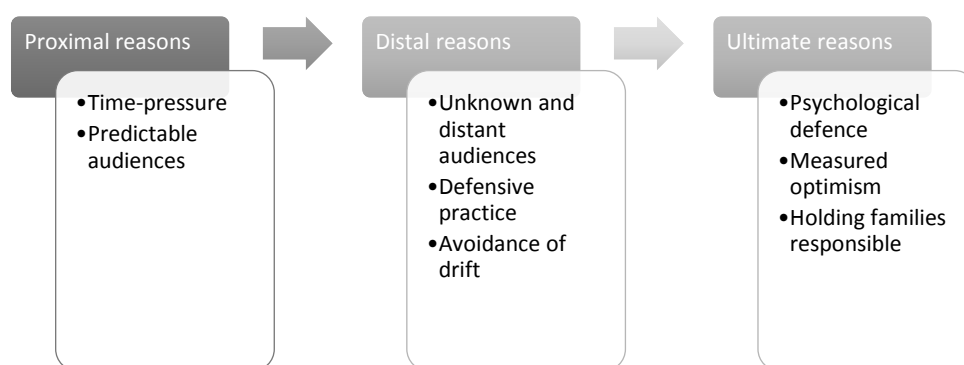 Proximal reasons
•Time-pressure
•Predictable
audiences
Distal reasons
•Unknown and
distant
audiences
•Defensive
practice
•Avoidance of
drift
Ultimate reasons
•Psychological
defence
•Measured
optimism
•Holding families
responsible